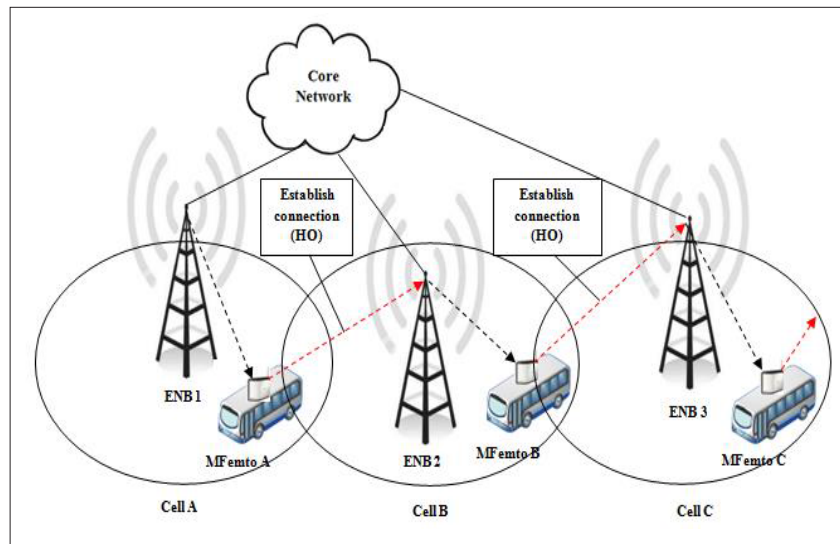 Core
Network
Establish
connection
(HO)
Establish
connection
(HO)
ENB 1
ENB 2
ENB 3
MFemto A
MFemto B
MFemto C
Cell A
Cell B
Cell C